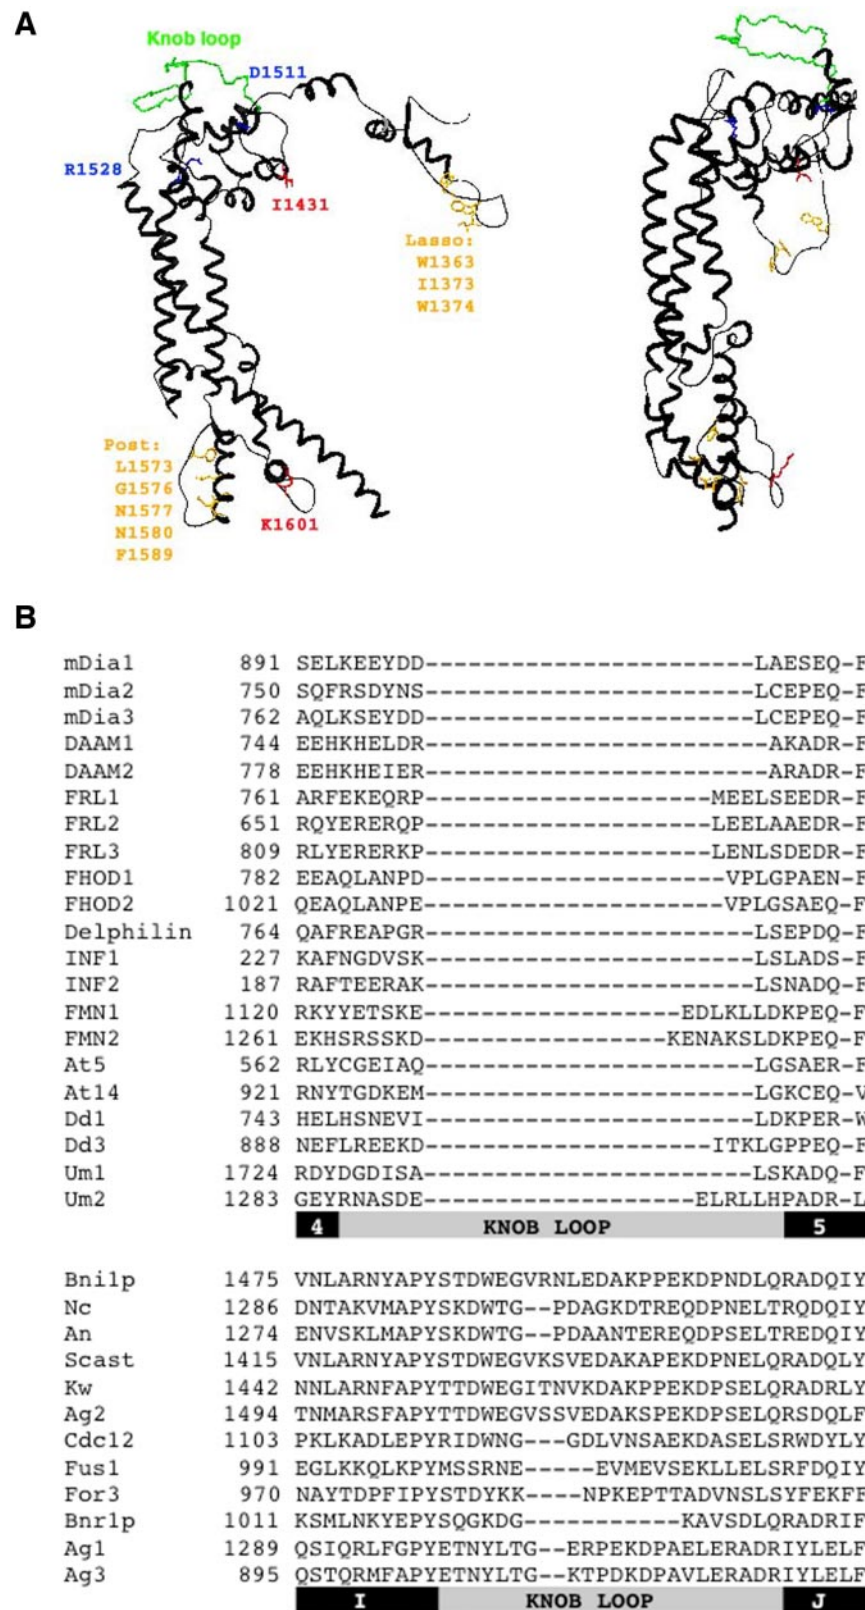 A
Knob loop
D1511
R1528
I1431
Lasso:
W1363
I1373
W1374
Post:
L1573
G1576
N1577
N1580
F1589
K1601
B
mDia1 891 SELKEEYDD-----------------------LAESEQ-F
mDia2 750 SQFRSDYNS-----------------------LCEPEQ-F
mDia3 762 AQLKSEYDD-----------------------LCEPEQ-F
DAAM1 744 EEHKHELDR------------------------AKADR-F
DAAM2 778 EEHKHEIER------------------------ARADR-F
FRL1 761 ARFEKEQRP--------------------MEELSEEDR-F
FRL2 651 RQYERERQP--------------------LEELAAEDR-F
FRL3 809 RLYERERKP--------------------LENLSDEDR-F
FHOD1 782 EEAQLANPD---------------------VPLGPAEN-F
FHOD2 1021 QEAQLANPE---------------------VPLGSAEQ-F
Delphilin 764 QAFREAPGR-----------------------LSEPDQ-F
INF1 227 KAFNGDVSK-----------------------LSLADS-F
INF2 187 RAFTEERAK-----------------------LSNADQ-F
FMN1 1120 RKYYETSKE------------------EDLKLLDKPEQ-F
FMN2 1261 EKHSRSSKD-----------------KENAKSLDKPEQ-F
At5 562 RLYCGEIAQ-----------------------LGSAER-F
At14 921 RNYTGDKEM-----------------------LGKCEQ-V
Dd1 743 HELHSNEVI-----------------------LDKPER-W
Dd3 888 NEFLREEKD--------------------ITKLGPPEQ-F
Um1 1724 RDYDGDISA-----------------------LSKADQ-F
Um2 1283 GEYRNASDE-------------------ELRLLHPADR-L
4 KNOB LOOP 5
Bni1p 1475 VNLARNYAPYSTDWEGVRNLEDAKPPEKDPNDLQRADQIY
Nc 1286 DNTAKVMAPYSKDWTG--PDAGKDTREQDPNELTRQDQIY
An 1274 ENVSKLMAPYSKDWTG--PDAANTEREQDPSELTREDQIY
Scast 1415 VNLARNYAPYSTDWEGVKSVEDAKAPEKDPNELQRADQLY
Kw 1442 NNLARNFAPYTTDWEGITNVKDAKPPEKDPSELQRADRLY
Ag2 1494 TNMARSFAPYTTDWEGVSSVEDAKSPEKDPSELQRSDQLF
Cdc12 1103 PKLKADLEPYRIDWNG---GDLVNSAEKDASELSRWDYLY
Fus1 991 EGLKKQLKPYMSSRNE-----EVMEVSEKLLELSRFDQIY
For3 970 NAYTDPFIPYSTDYKK----NPKEPTTADVNSLSYFEKFF
Bnr1p 1011 KSMLNKYEPYSQGKDG-----------KAVSDLQRADRIF
Ag1 1289 QSIQRLFGPYETNYLTG--ERPEKDPAELERADRIYLELF
Ag3 895 QSTQRMFAPYETNYLTG--KTPDKDPAVLERADRIYLELF
I KNOB LOOP J